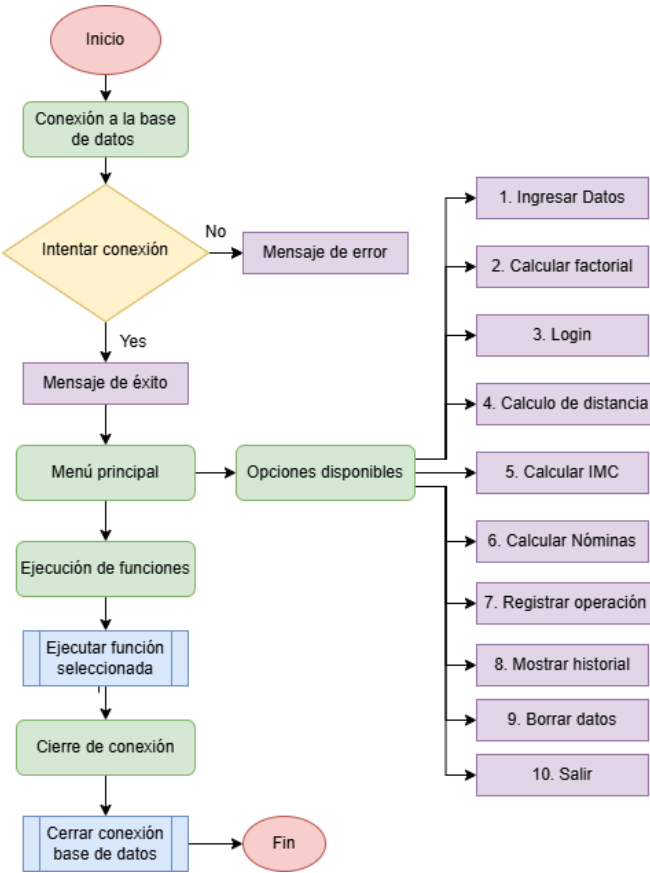 Inicio
Conexión a la base
de datos
Intentar conexión
No
Mensaje de error
Yes
Mensaje de éxito
Menú principal
Opciones disponibles
1. Ingresar Datos
2. Calcular factorial
3. Login
4. Calculo de distancia
5. Calcular IMC
6. Calcular Nóminas
7. Registrar operación
8. Mostrar historial
9. Borrar datos
10. Salir
Ejecución de funciones
Ejecutar función
seleccionada
Cierre de conexión
Cerrar conexión
base de datos
Fin